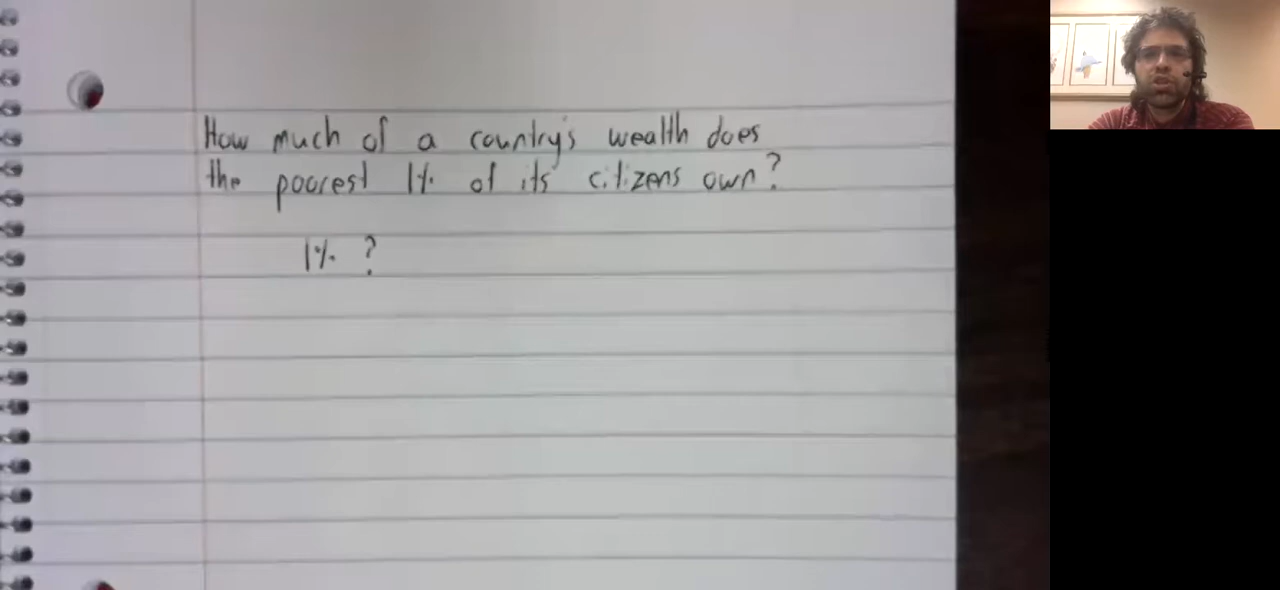 How much of a country's wealth does
the poorest 1% of its citizens own?
1% ?